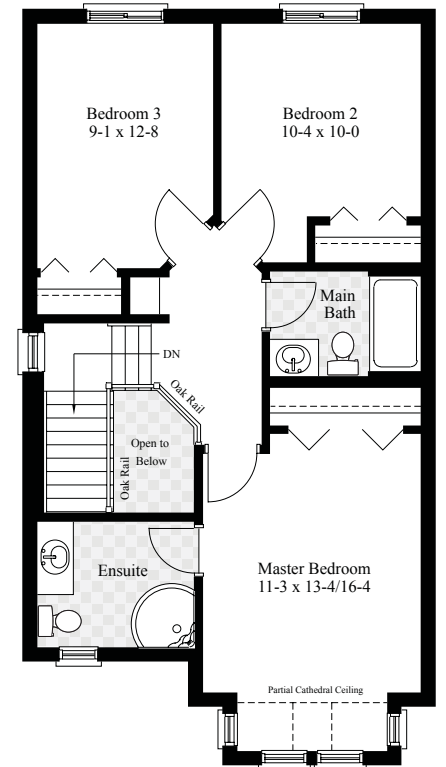 Bedroom 3
9-1 x 12-8
Bedroom 2
10-4 x 10-0
Main
Bath
DN
Oak Rail
Open to
Below
Oak Rail
Ensuite
Master Bedroom
11-3 x 13-4/16-4
Partial Cathedral Ceiling